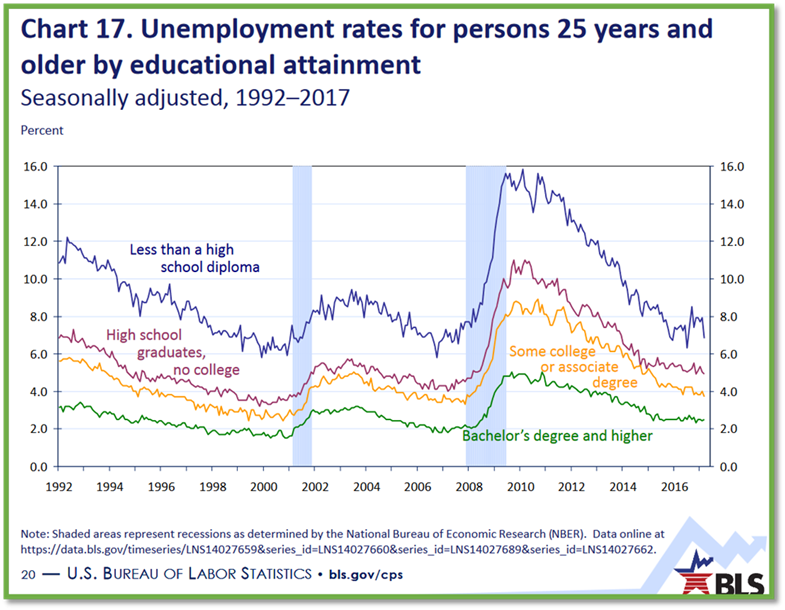 Chart 17. Unemployment rates for persons 25 years and
older by educational attainment
Seasonally adjusted, 1992–2017
Percent
16.0 16.0
14.0 14.0
12.0 12.0
Less than a high
school diploma
10.0 10.0
8.0 8.0
High school
graduates,
no college
6.0 6.0
Some college
or associate
degree
4.0 4.0
2.0 2.0
Bachelor's degree and higher
0.0 0.0
1992 1994 1996 1998 2000 2002 2004 2006 2008 2010 2012 2014 2016
Note: Shaded areas represent recessions as determined by the National Bureau of Economic Research (NBER). Data online at
https://data.bls.gov/timeseries/LNS14027659&series_id=LNS14027660&series_id=LNS14027689&series_id=LNS14027662.
20 — U.S. BUREAU OF LABOR STATISTICS • bls.gov/cps
BLS